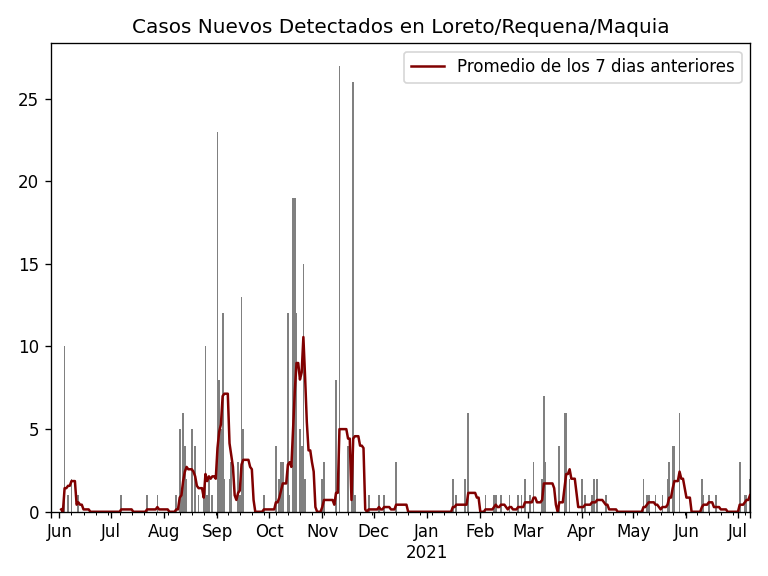 Casos Nuevos Detectados en Loreto/Requena/Maquia
Promedio de los 7 dias anteriores
25
20
15
10
5
0
Jun Jul Aug Sep Oct Nov Dec Jan Feb Mar Apr May Jun Jul
2021